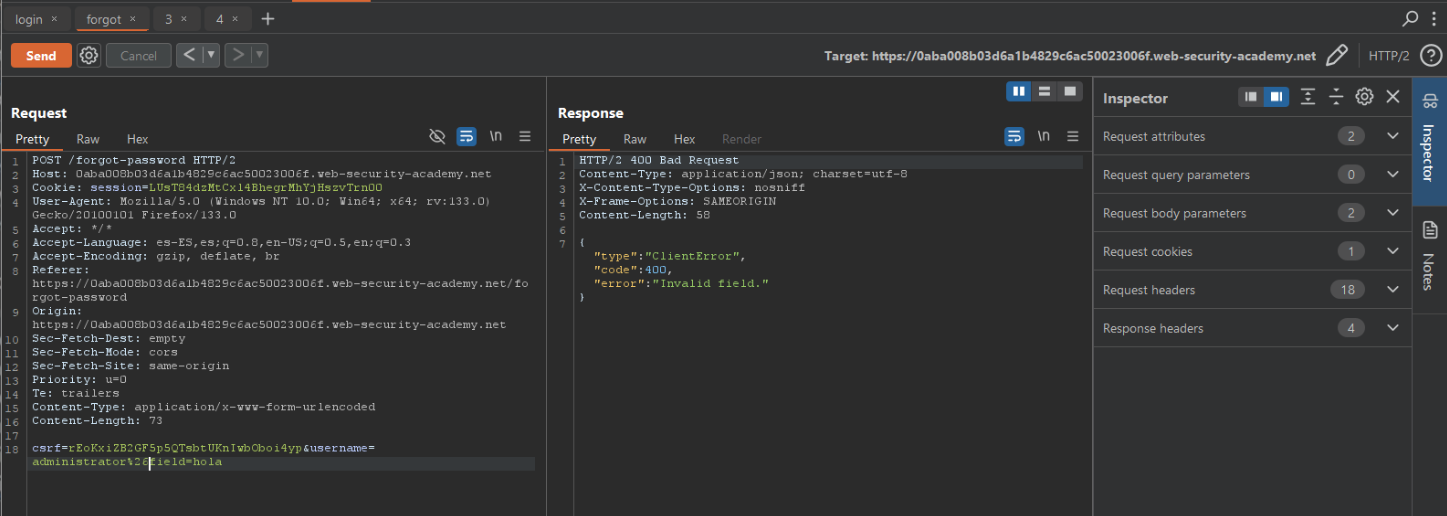 login ×
forgot ×
3 ×
4 ×
+
Send
Cancel
< | ▾
> | ▾
Target: https://0aba008b03d6a1b4829c6ac50023006f.web-security-academy.net
HTTP/2
?
Request
Pretty
Raw
Hex
\n
1 POST /forgot-password HTTP/2
2 Host: 0aba008b03d6a1b4829c6ac50023006f.web-security-academy.net
3 Cookie: session=LUsT84dzMtCxl4BhegrMhYjHszvTrn00
4 User-Agent: Mozilla/5.0 (Windows NT 10.0; Win64; x64; rv:133.0)
Gecko/20100101 Firefox/133.0
5 Accept: */*
6 Accept-Language: es-ES,es;q=0.8,en-US;q=0.5,en;q=0.3
7 Accept-Encoding: gzip, deflate, br
8 Referer:
https://0aba008b03d6a1b4829c6ac50023006f.web-security-academy.net/fo
rgot-password
9 Origin:
https://0aba008b03d6a1b4829c6ac50023006f.web-security-academy.net
10 Sec-Fetch-Dest: empty
11 Sec-Fetch-Mode: cors
12 Sec-Fetch-Site: same-origin
13 Priority: u=0
14 Te: trailers
15 Content-Type: application/x-www-form-urlencoded
16 Content-Length: 73
17
18 csrf=rEoKxiZB2GF5p5QTsbtUKnIwbOboi4yp&username=
administrator%26field=hola
Response
Pretty
Raw
Hex
Render
\n
1 HTTP/2 400 Bad Request
2 Content-Type: application/json; charset=utf-8
3 X-Content-Type-Options: nosniff
4 X-Frame-Options: SAMEORIGIN
5 Content-Length: 58
6
7 {
"type":"ClientError",
"code":400,
"error":"Invalid field."
}
Inspector
Request attributes 2
Request query parameters 0
Request body parameters 2
Request cookies 1
Request headers 18
Response headers 4
Inspector
Notes